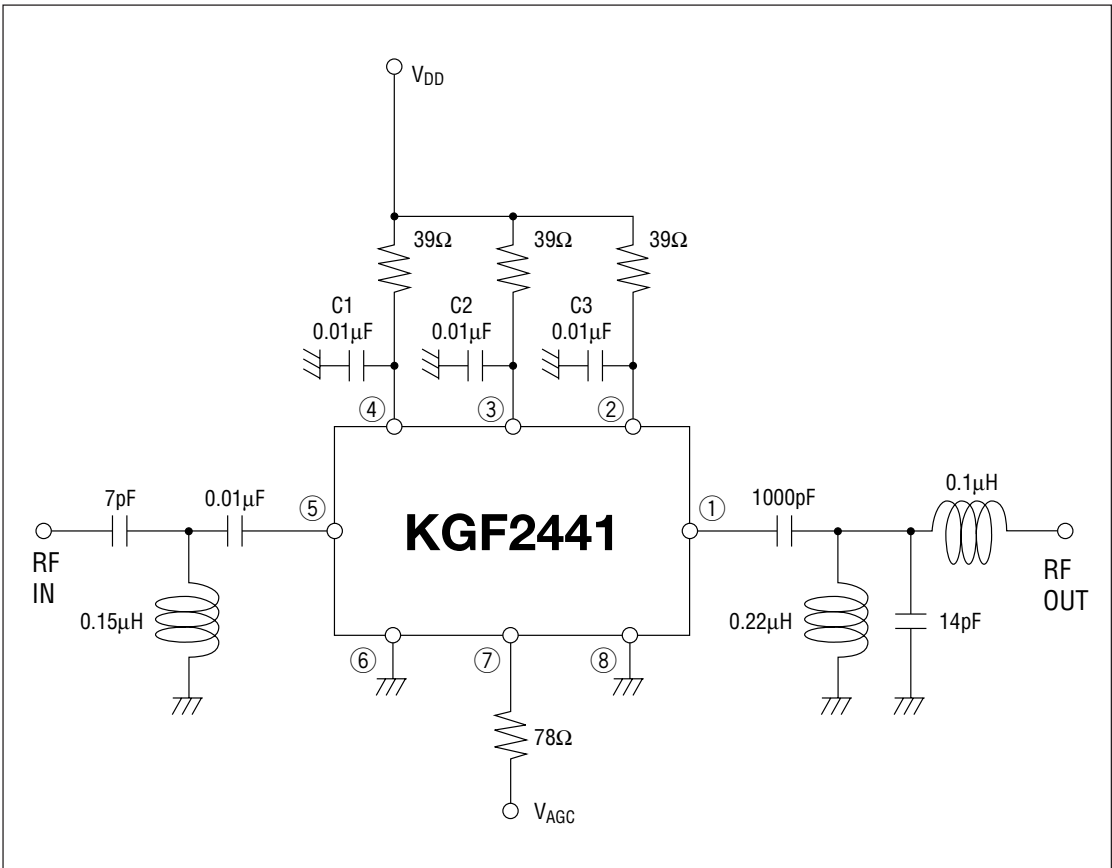 VDD
39Ω 39Ω 39Ω
C1 C2 C3
0.01µF 0.01µF 0.01µF
④ ③ ②
7pF 0.01µF ⑤ KGF2441 ① 1000pF 0.1µH
RF
IN
RF
OUT
0.15µH 0.22µH 14pF
⑥ ⑦ ⑧
78Ω
VAGC